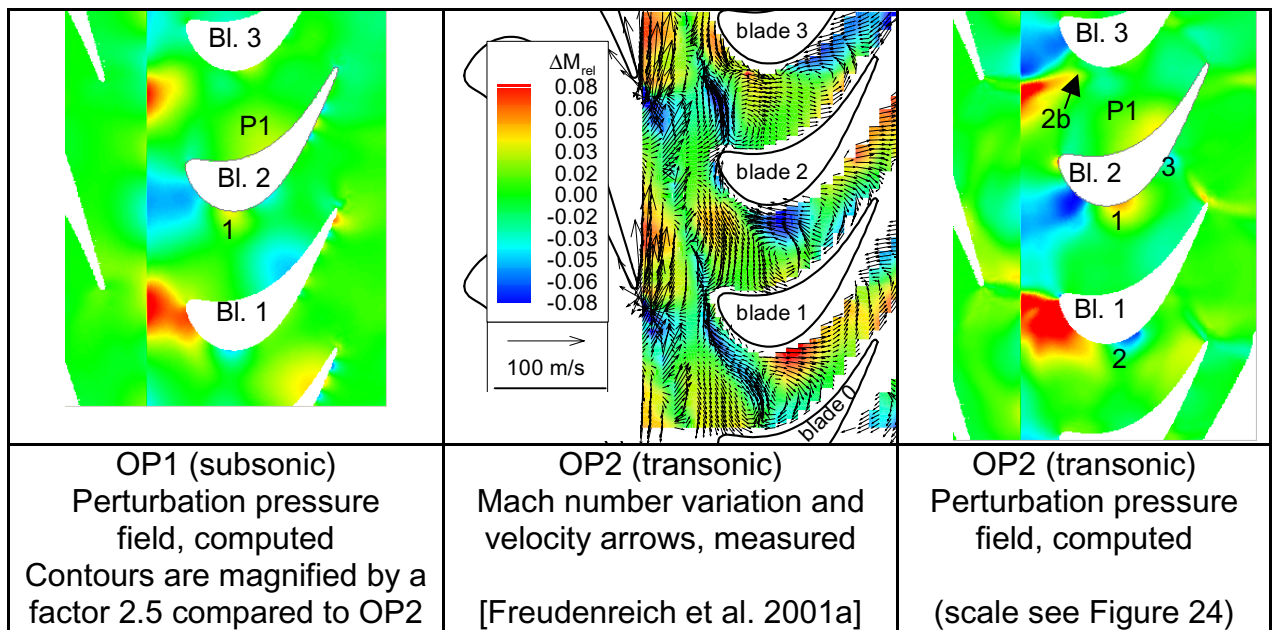 Bl. 3
P1
Bl. 2
1
Bl. 1
ΔMrel
0.08
0.06
0.05
0.03
0.02
0.00
-0.02
-0.03
-0.05
-0.06
-0.08
100 m/s
blade 3
blade 2
blade 1
blade 0
Bl. 3
2b
P1
Bl. 2
3
1
Bl. 1
2
OP1 (subsonic)
Perturbation pressure
field, computed
Contours are magnified by a
factor 2.5 compared to OP2
OP2 (transonic)
Mach number variation and
velocity arrows, measured
[Freudenreich et al. 2001a]
OP2 (transonic)
Perturbation pressure
field, computed
(scale see Figure 24)